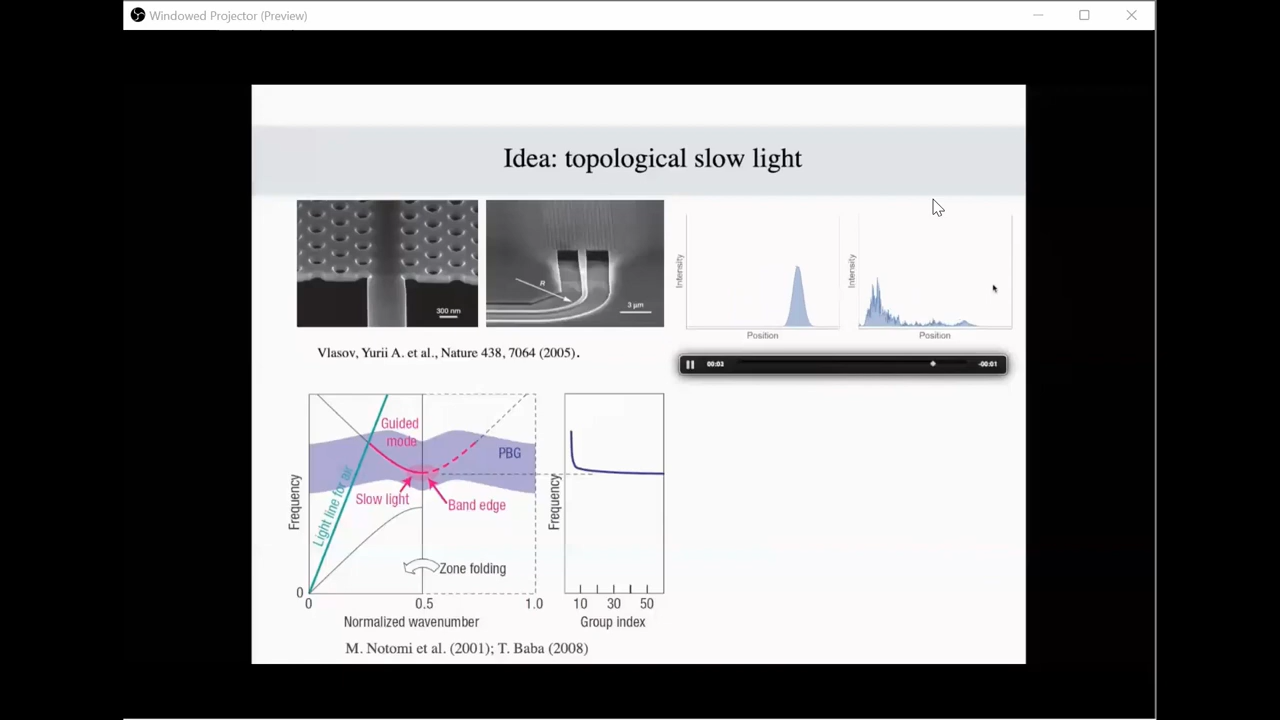 Windowed Projector (Preview)
Idea: topological slow light
300 nm
R
3 µm
Intensity
Position
Intensity
Position
Vlasov, Yurii A. et al., Nature 438, 7064 (2005).
00:03
-00:01
Guided
mode
PBG
Slow light
Band edge
Light line for air
Zone folding
Frequency
0
0
0.5
1.0
Normalized wavenumber
Frequency
10
30
50
Group index
M. Notomi et al. (2001); T. Baba (2008)